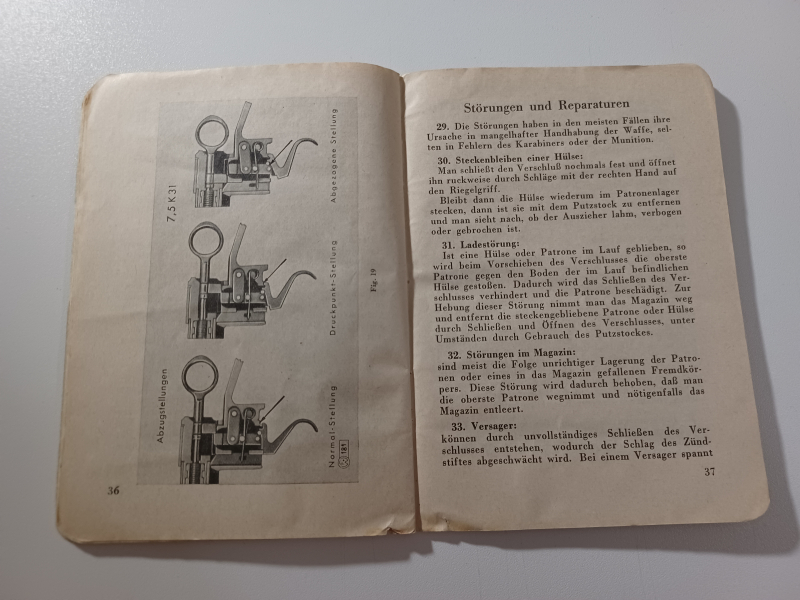 7,5 K 31
Abzugstellungen
Abgezogene Stellung
Druckpunkt-Stellung
Normal-Stellung
181
Fig. 19
36
Störungen und Reparaturen
29. Die Störungen haben in den meisten Fällen ihre
Ursache in mangelhafter Handhabung der Waffe, sel-
ten in Fehlern des Karabiners oder der Munition.
30. Steckenbleiben einer Hülse:
Man schließt den Verschluß nochmals fest und öffnet
ihn ruckweise durch Schläge mit der rechten Hand auf
den Riegelgriff.
Bleibt dann die Hülse wiederum im Patronenlager
stecken, dann ist sie mit dem Putzstock zu entfernen
und man sieht nach, ob der Auszieher lahm, verbogen
oder gebrochen ist.
31. Ladestörung:
Ist eine Hülse oder Patrone im Lauf geblieben, so
wird beim Vorschieben des Verschlusses die oberste
Patrone gegen den Boden der im Lauf befindlichen
Hülse gestoßen. Dadurch wird das Schließen des Ver-
schlusses verhindert und die Patrone beschädigt. Zur
Hebung dieser Störung nimmt man das Magazin weg
und entfernt die steckengebliebene Patrone oder Hülse
durch Schließen und Öffnen des Verschlusses, unter
Umständen durch Gebrauch des Putzstockes.
32. Störungen im Magazin:
sind meist die Folge unrichtiger Lagerung der Patro-
nen oder eines in das Magazin gefallenen Fremdkör-
pers. Diese Störung wird dadurch behoben, daß man
die oberste Patrone wegnimmt und nötigenfalls das
Magazin entleert.
33. Versager:
können durch unvollständiges Schließen des Ver-
schlusses entstehen, wodurch der Schlag des Zünd-
stiftes abgeschwächt wird. Bei einem Versager spannt
37